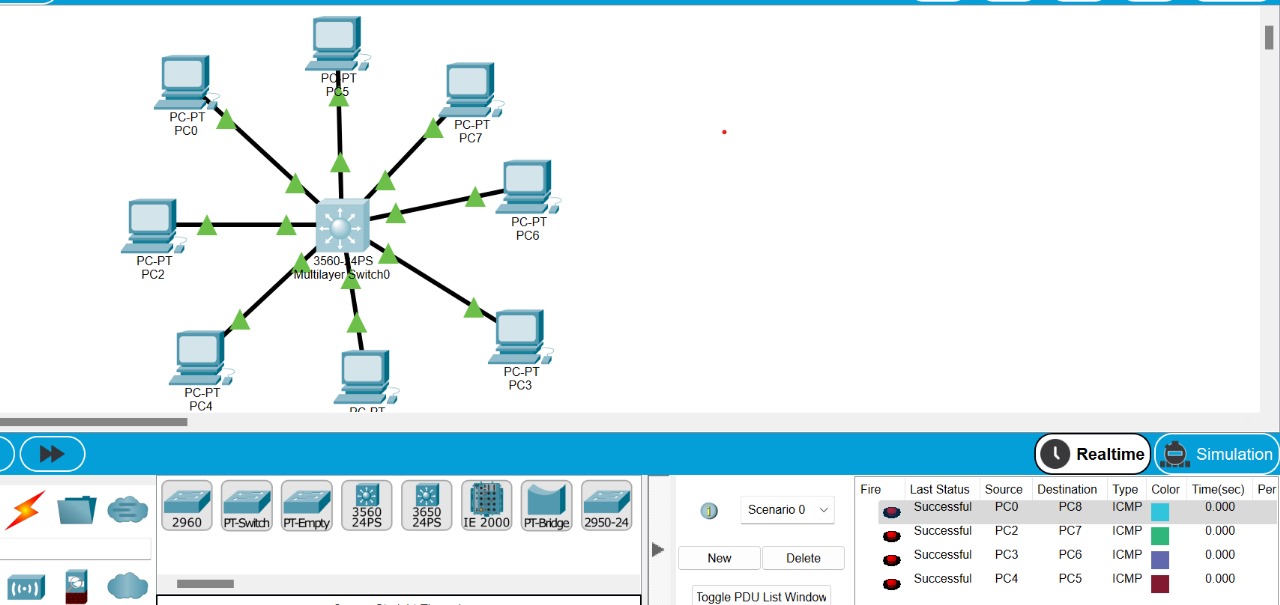 PC-PT
PC5
PC-PT
PC0
PC-PT
PC7
PC-PT
PC6
PC-PT
PC2
3560-24PS
Multilayer Switch0
PC-PT
PC3
PC-PT
PC4
PC-PT
Realtime
Simulation
2960
PT-Switch
PT-Empty
3560
24PS
3650
24PS
IE 2000
PT-Bridge
2950-24
Scenario 0
New
Delete
Toggle PDU List Window
Fire Last Status Source Destination Type Color Time(sec) Per
Successful PC0 PC8 ICMP 0.000
Successful PC2 PC7 ICMP 0.000
Successful PC3 PC6 ICMP 0.000
Successful PC4 PC5 ICMP 0.000